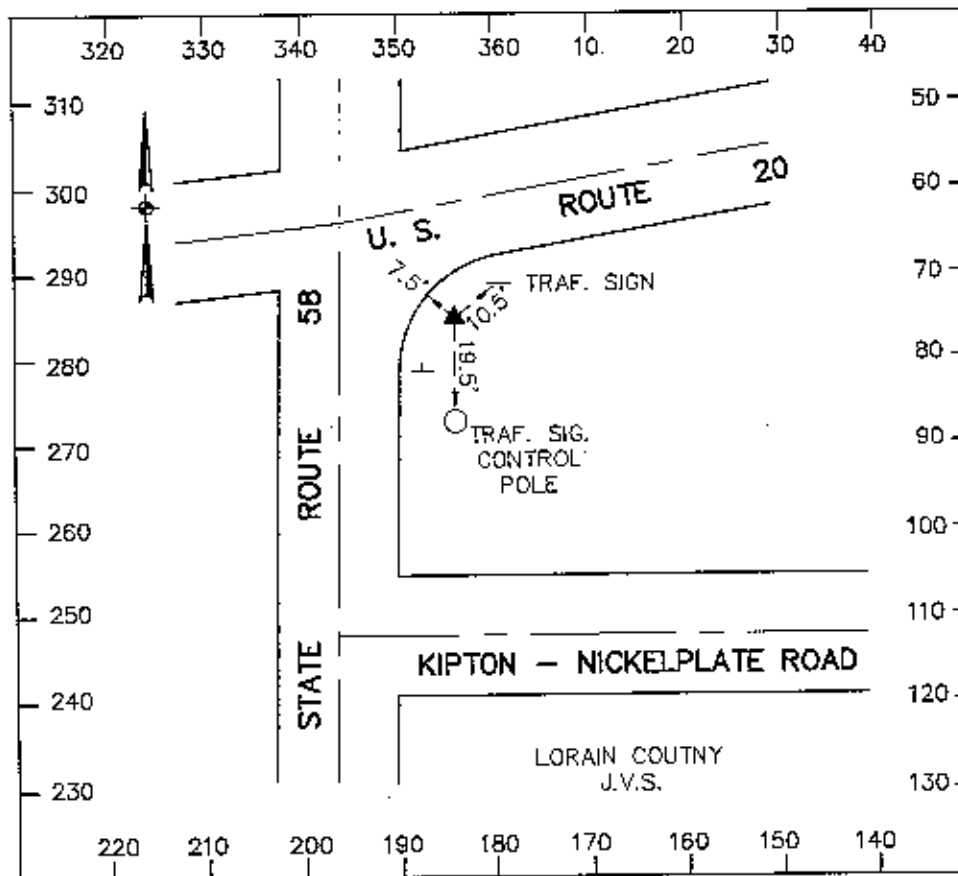 320 330 340 350 360 10. 20 30 40
310
300
290
280
270
260
250
240
230
50
60
70
80
90
100
110
120
130
U. S. ROUTE 20
7.5'
10.5'
TRAF. SIGN
19.5'
TRAF. SIG.
CONTROL
POLE
STATE ROUTE 58
KIPTON - NICKELPLATE ROAD
LORAIN COUTNY
J.V.S.
220 210 200 190 180 170 160 150 140